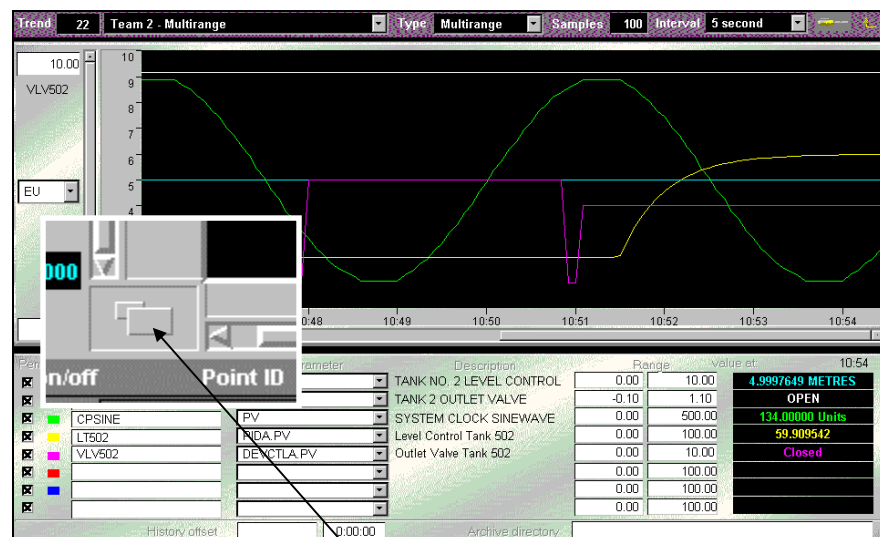 Trend 22 Team 2 - Multirange Type Multirange Samples 100 Interval 5 second
10.00
VLV502
EU
10
9
8
7
6
5
4
000
on/off Point ID
0:48 10:49 10:50 10:51 10:52 10:53 10:54
Pen rameter Description Range Value at: 10:54
TANK NO. 2 LEVEL CONTROL 0.00 10.00 4.9997649 METRES
TANK 2 OUTLET VALVE -0.10 1.10 OPEN
CPSINE PV SYSTEM CLOCK SINEWAVE 0.00 500.00 134.00000 Units
LT502 PIDA.PV Level Control Tank 502 0.00 100.00 59.909542
VLV502 DEVCTLA.PV Outlet Valve Tank 502 0.00 10.00 Closed
0.00 100.00
0.00 100.00
0.00 100.00
History offset 0:00:00 Archive directory